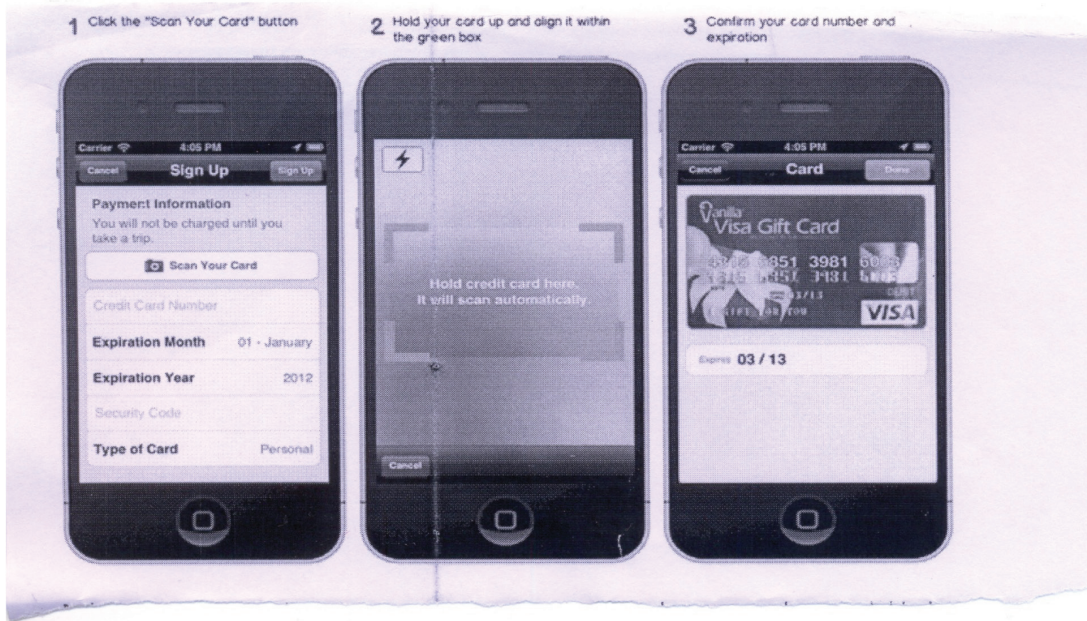 1 Click the "Scan Your Card" button
Carrier 4:05 PM
Cancel Sign Up Sign Up
Payment Information
You will not be charged until you
take a trip.
Scan Your Card
Credit Card Number
Expiration Month 01 - January
Expiration Year 2012
Security Code
Type of Card Personal
2 Hold your card up and align it within
the green box
Hold credit card here.
It will scan automatically.
Cancel
3 Confirm your card number and
expiration
Carrier 4:05 PM
Cancel Card Done
Vanilla
Visa Gift Card
5851 3981
03/13
DEBIT
VISA
Expires 03 / 13